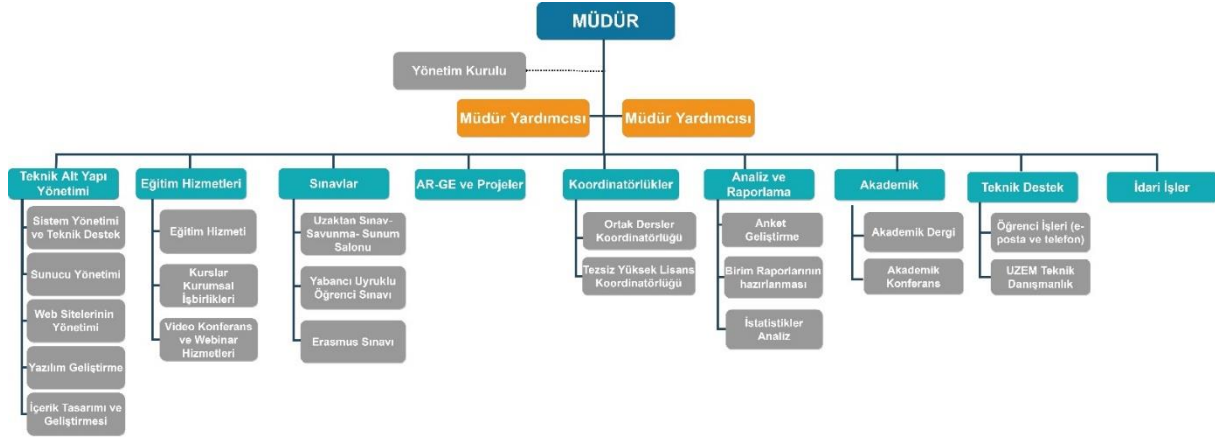 MÜDÜR
Yönetim Kurulu
Müdür Yardımcısı
Müdür Yardımcısı
Teknik Alt Yapı
Yönetimi
Sistem Yönetimi
ve Teknik Destek
Sunucu Yönetimi
Web Sitelerinin
Yönetimi
Yazılım Geliştirme
İçerik Tasarımı ve
Geliştirmesi
Eğitim Hizmetleri
Eğitim Hizmeti
Kurslar
Kurumsal
İşbirlikleri
Video Konferans
ve Webinar
Hizmetleri
Sınavlar
Uzaktan Sınav-
Savunma- Sunum
Salonu
Yabancı Uyruklu
Öğrenci Sınavı
Erasmus Sınavı
AR-GE ve Projeler
Koordinatörlükler
Ortak Dersler
Koordinatörlüğü
Tezsiz Yüksek Lisans
Koordinatörlüğü
Analiz ve
Raporlama
Anket
Geliştirme
Birim Raporlarının
hazırlanması
İstatistikler
Analiz
Akademik
Akademik Dergi
Akademik
Konferans
Teknik Destek
Öğrenci İşleri (e-
posta ve telefon)
UZEM Teknik
Danışmanlık
İdari İşler